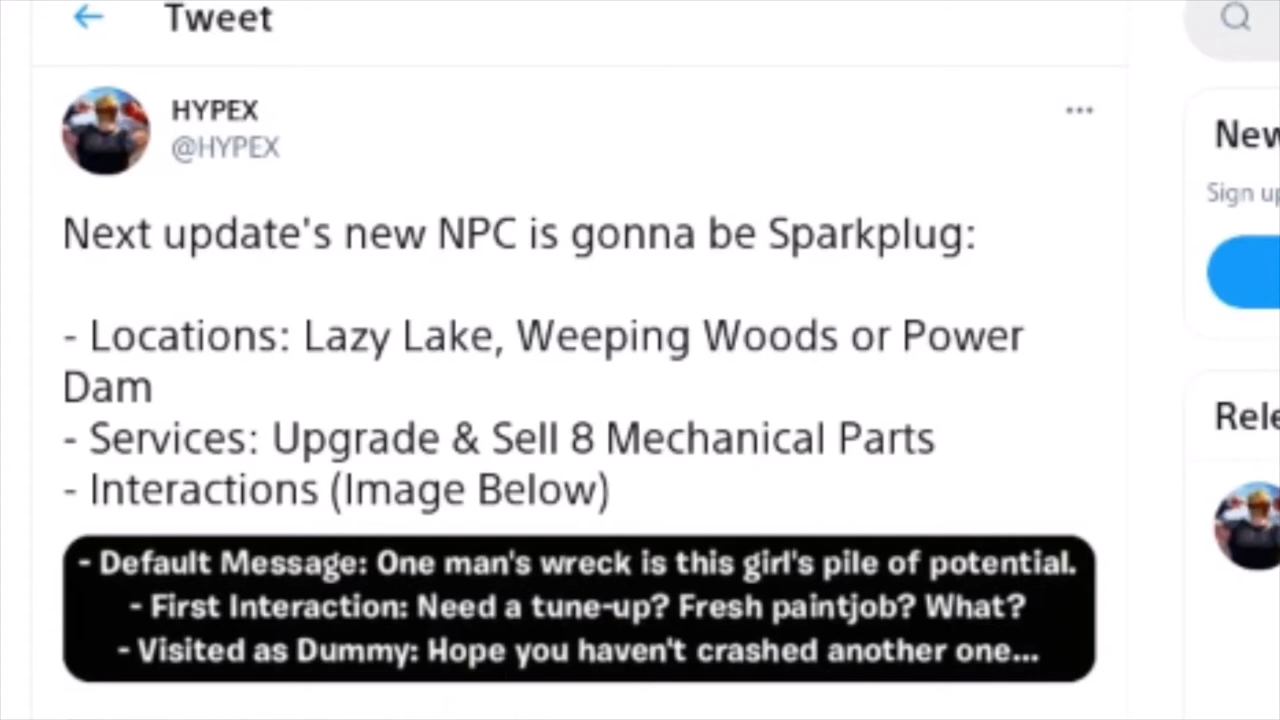 Tweet
HYPEX
@HYPEX
Next update's new NPC is gonna be Sparkplug:
- Locations: Lazy Lake, Weeping Woods or Power
Dam
- Services: Upgrade & Sell 8 Mechanical Parts
- Interactions (Image Below)
- Default Message: One man's wreck is this girl's pile of potential.
- First Interaction: Need a tune-up? Fresh paintjob? What?
- Visited as Dummy: Hope you haven't crashed another one...
New
Sign up
Rele